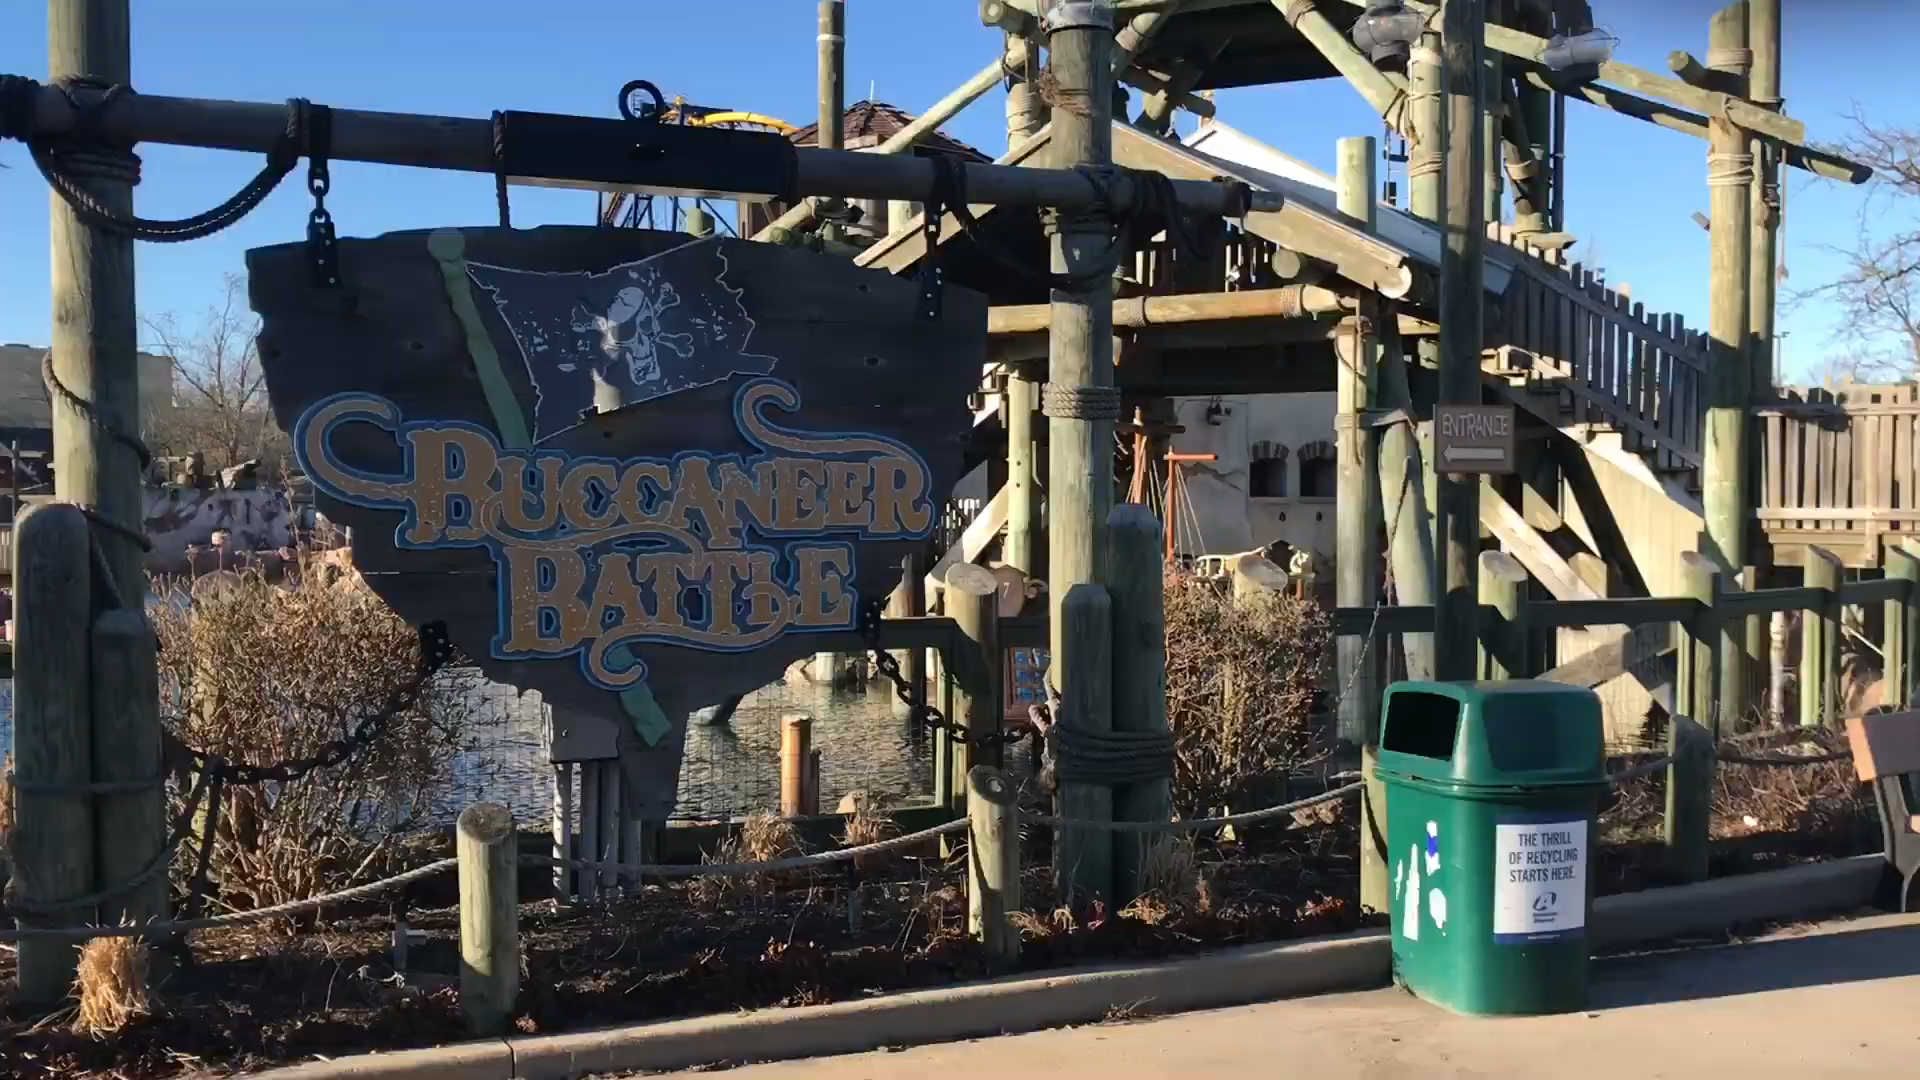 BUCCANEER
BATTLE
ENTRANCE
THE THRILL
OF RECYCLING
STARTS HERE.